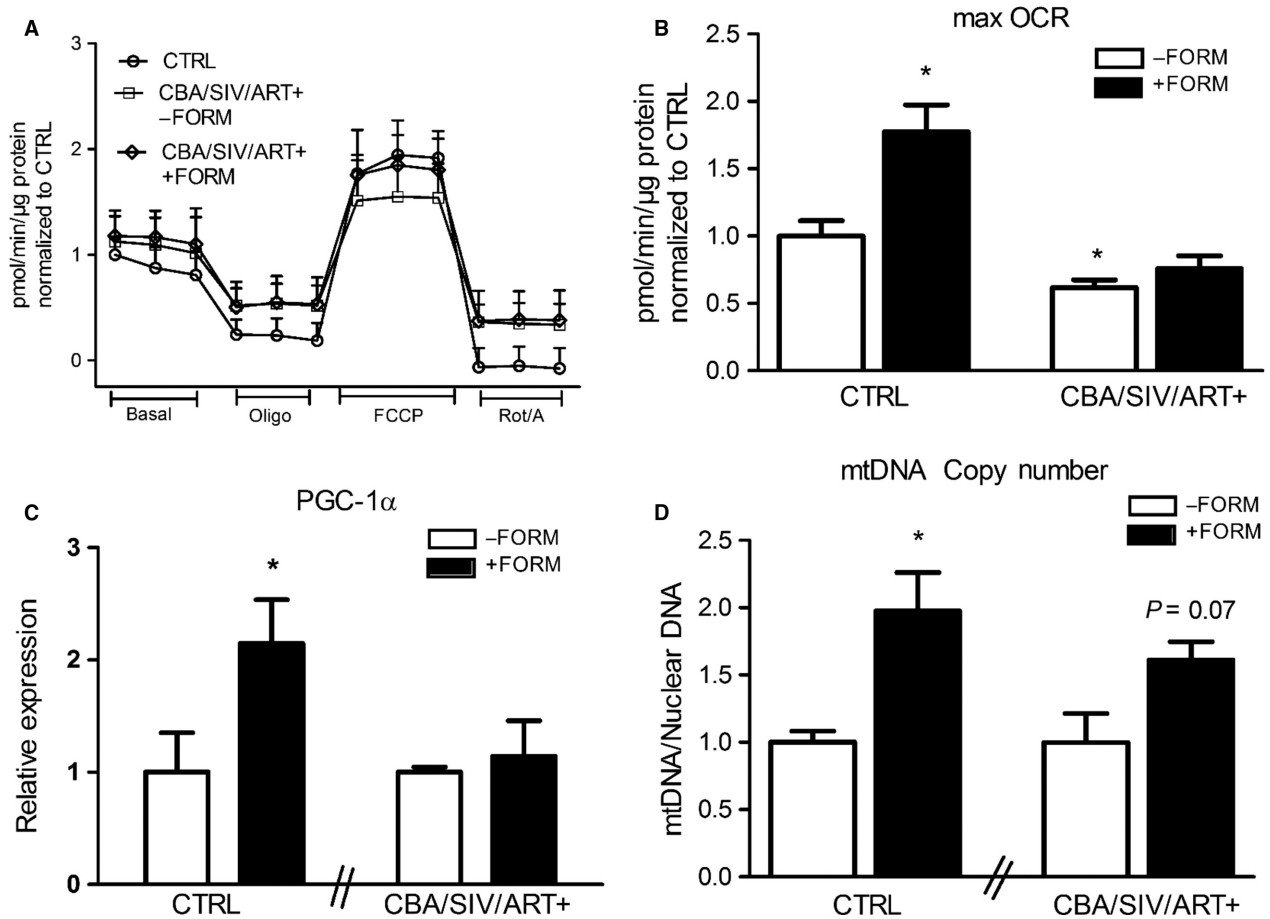 A
3
2
1
0
pmol/min/µg protein
normalized to CTRL
CTRL
CBA/SIV/ART+
–FORM
CBA/SIV/ART+
+FORM
Basal
Oligo
FCCP
Rot/A
B
max OCR
2.5
2.0
1.5
1.0
0.5
0.0
pmol/min/µg protein
normalized to CTRL
–FORM
+FORM
*
*
CTRL
CBA/SIV/ART+
C
PGC-1α
3
2
1
0
Relative expression
–FORM
+FORM
*
CTRL
CBA/SIV/ART+
D
mtDNA Copy number
2.5
2.0
1.5
1.0
0.5
0.0
mtDNA/Nuclear DNA
–FORM
+FORM
*
P = 0.07
CTRL
CBA/SIV/ART+